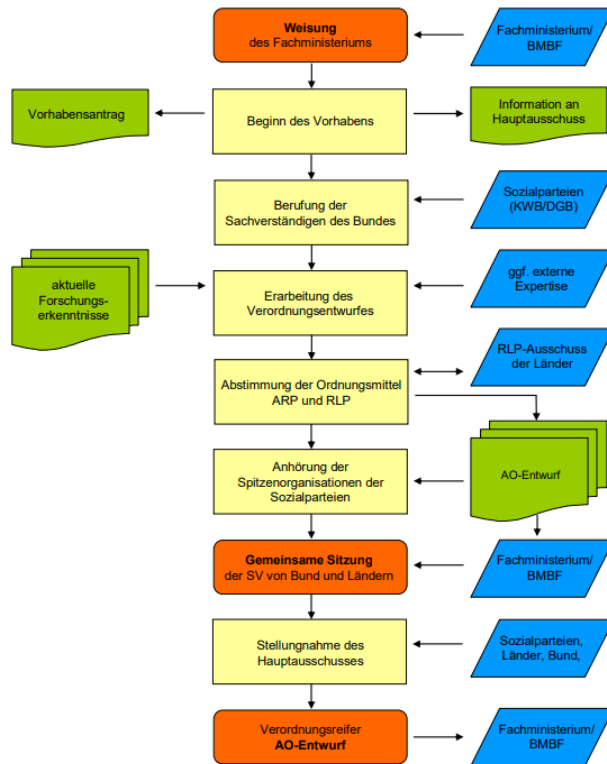 Weisung
des Fachministeriums
Fachministerium/
BMBF
Vorhabensantrag
Beginn des Vorhabens
Information an
Hauptausschuss
Berufung der
Sachverständigen des Bundes
Sozialparteien
(KWB/DGB)
aktuelle
Forschungs-
erkenntnisse
Erarbeitung des
Verordnungsentwurfes
ggf. externe
Expertise
Abstimmung der Ordnungsmittel
ARP und RLP
RLP-Ausschuss
der Länder
Anhörung der
Spitzenorganisationen der
Sozialparteien
AO-Entwurf
Gemeinsame Sitzung
der SV von Bund und Ländern
Fachministerium/
BMBF
Stellungnahme des
Hauptausschusses
Sozialparteien,
Länder, Bund,
Verordnungsreifer
AO-Entwurf
Fachministerium/
BMBF